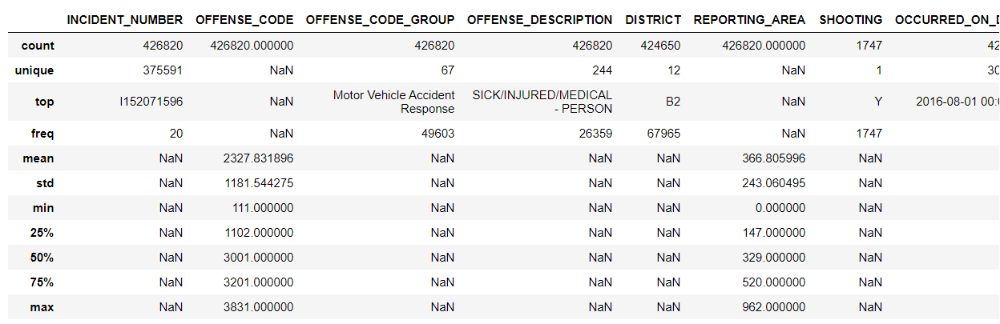 INCIDENT_NUMBER OFFENSE_CODE OFFENSE_CODE_GROUP OFFENSE_DESCRIPTION DISTRICT REPORTING_AREA SHOOTING OCCURRED_ON_D
count 426820 426820.000000 426820 426820 424650 426820.000000 1747 42
unique 375591 NaN 67 244 12 NaN 1 30
top I152071596 NaN Motor Vehicle Accident Response SICK/INJURED/MEDICAL - PERSON B2 NaN Y 2016-08-01 00:
freq 20 NaN 49603 26359 67965 NaN 1747
mean NaN 2327.831896 NaN NaN NaN 366.805996 NaN
std NaN 1181.544275 NaN NaN NaN 243.060495 NaN
min NaN 111.000000 NaN NaN NaN 0.000000 NaN
25% NaN 1102.000000 NaN NaN NaN 147.000000 NaN
50% NaN 3001.000000 NaN NaN NaN 329.000000 NaN
75% NaN 3201.000000 NaN NaN NaN 520.000000 NaN
max NaN 3831.000000 NaN NaN NaN 962.000000 NaN